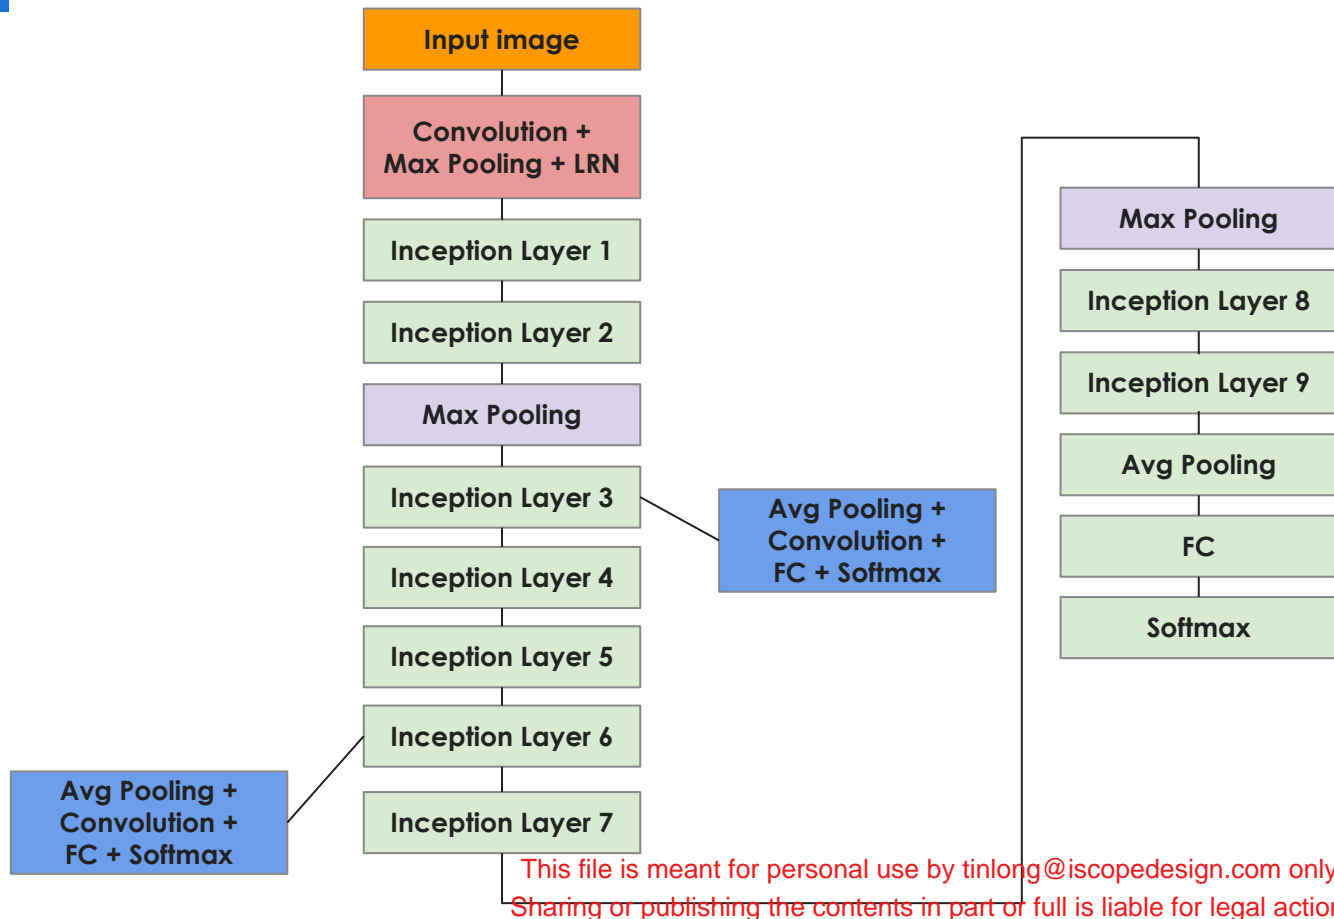 Input image
Convolution +
Max Pooling + LRN
Inception Layer 1
Inception Layer 2
Max Pooling
Inception Layer 3
Avg Pooling +
Convolution +
FC + Softmax
Inception Layer 4
Inception Layer 5
Inception Layer 6
Avg Pooling +
Convolution +
FC + Softmax
Inception Layer 7
Max Pooling
Inception Layer 8
Inception Layer 9
Avg Pooling
FC
Softmax
This file is meant for personal use by tinlong@iscopedesign.com only
Sharing or publishing the contents in part or full is liable for legal action